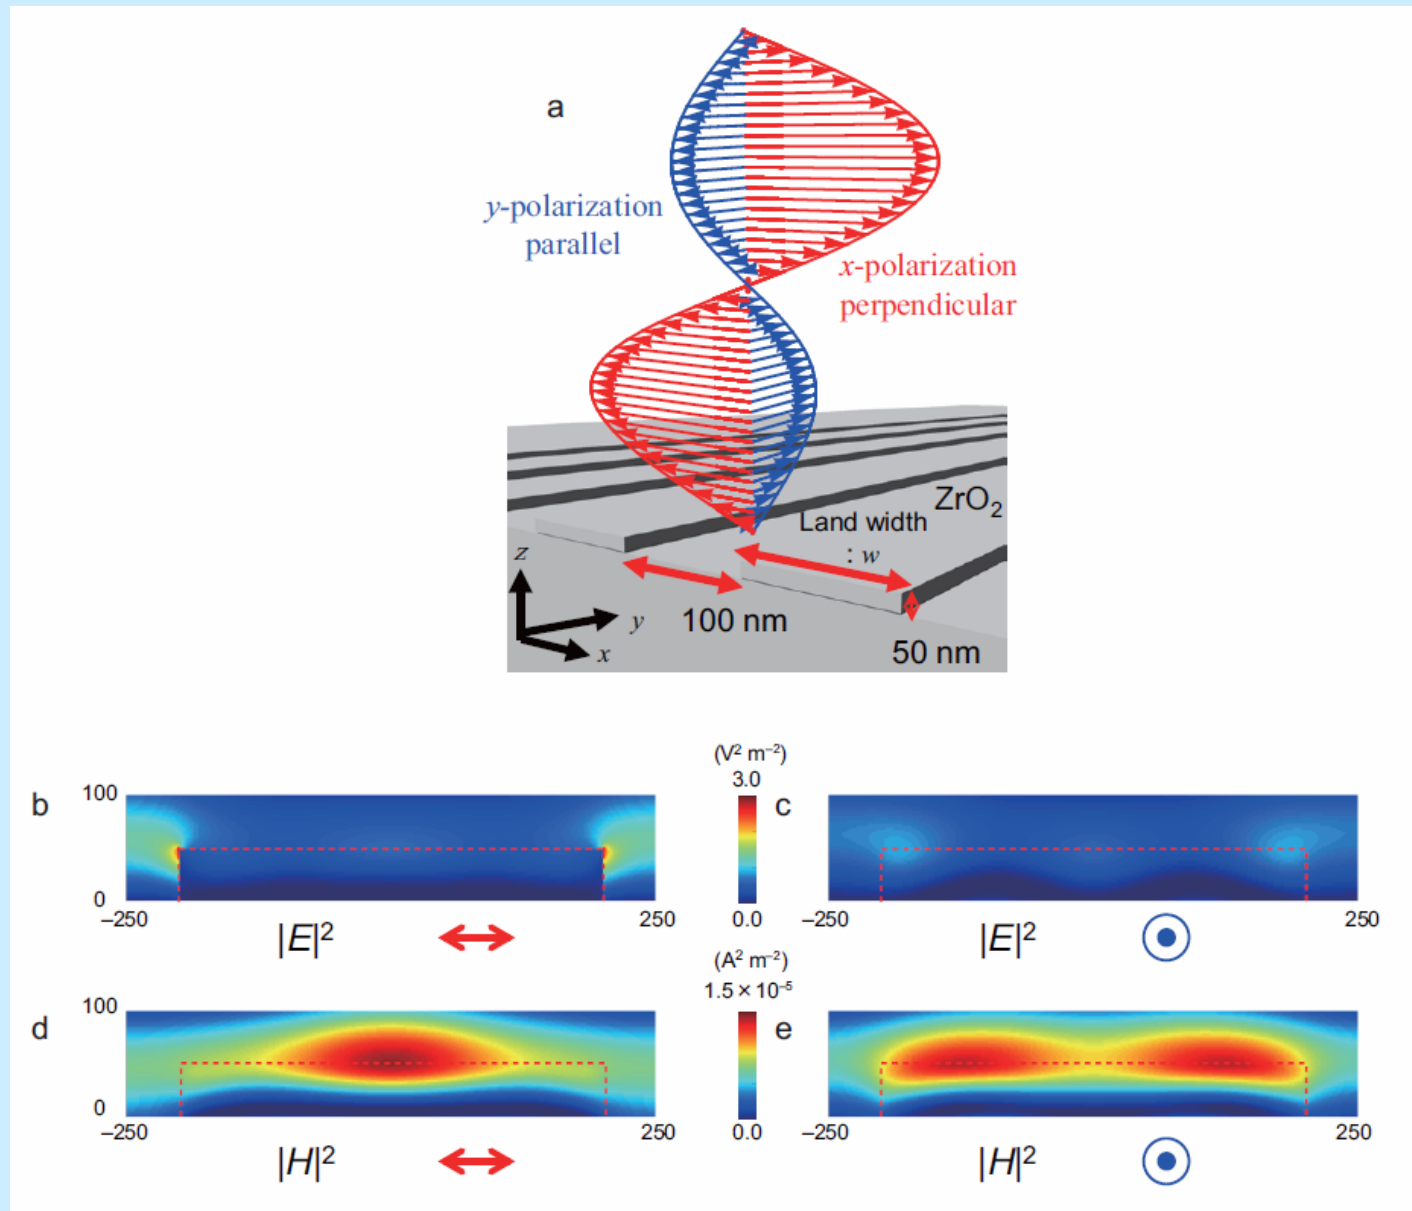 a
y-polarization
parallel
x-polarization
perpendicular
ZrO₂
Land width
: w
z
y
x
100 nm
50 nm
(V² m⁻²)
b
100
3.0
c
0
0.0
–250
250
–250
250
|E|²
|E|²
(A² m⁻²)
d
100
1.5 × 10⁻⁵
e
0
0.0
–250
250
–250
250
|H|²
|H|²